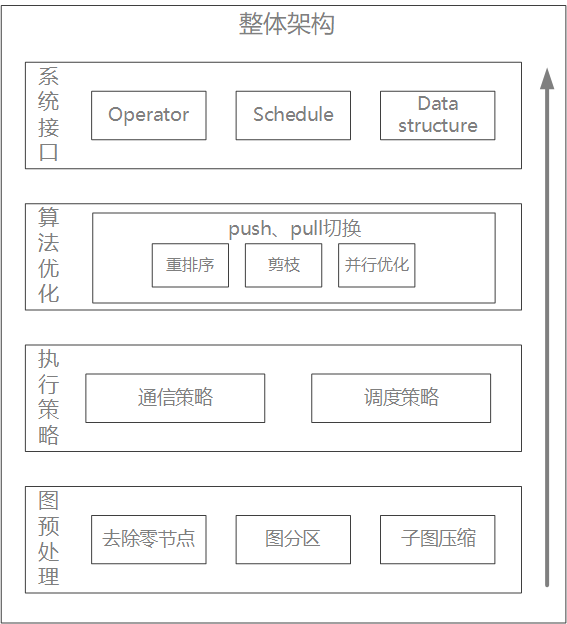 整体架构
系统接口
Operator
Schedule
Data
structure
算法优化
push、pull切换
重排序
剪枝
并行优化
执行策略
通信策略
调度策略
图预处理
去除零节点
图分区
子图压缩